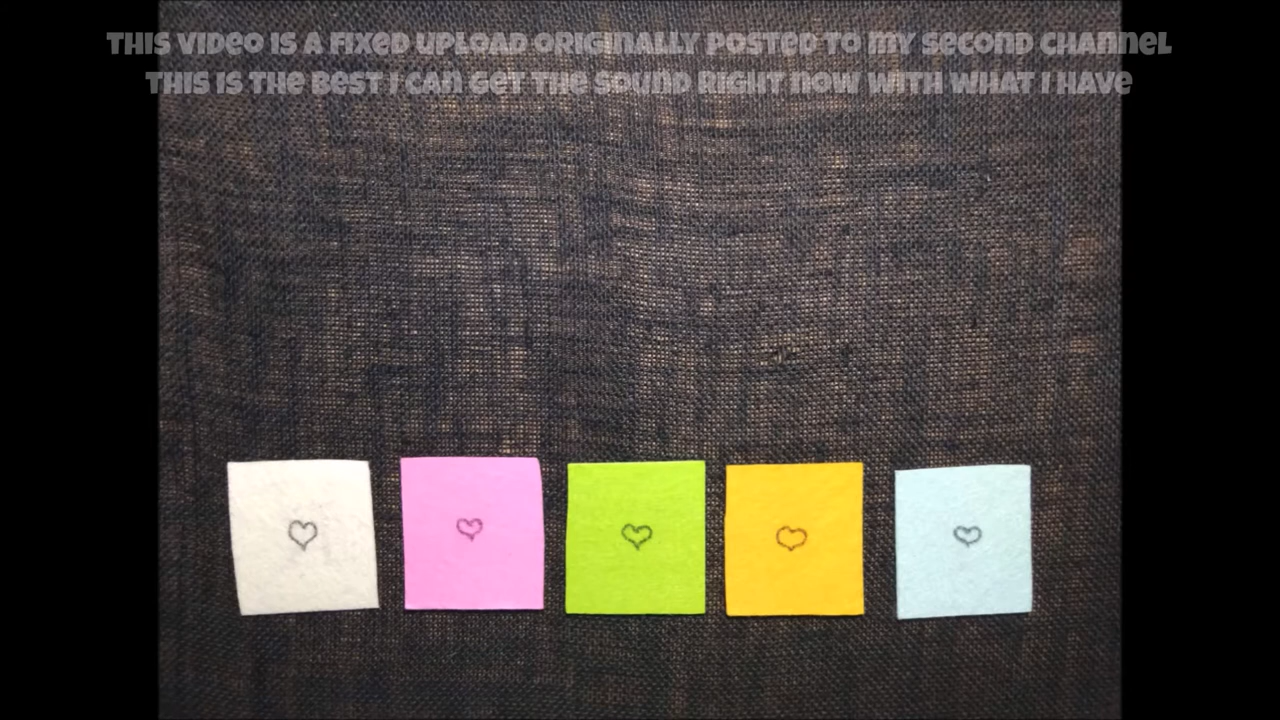 THIS VIDEO IS A FIXED UPLOAD ORIGINALLY POSTED TO MY SECOND CHANNEL
THIS IS THE BEST I CAN GET THE SOUND RIGHT NOW WITH WHAT I HAVE